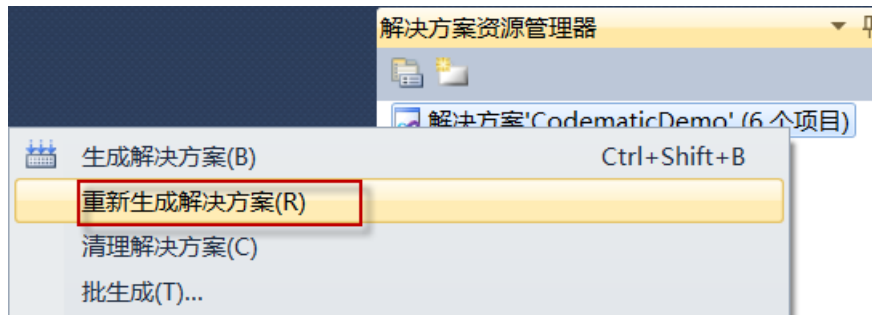 解决方案资源管理器
解决方案'CodematicDemo' (6 个项目)
生成解决方案(B) Ctrl+Shift+B
重新生成解决方案(R)
清理解决方案(C)
批生成(T)...